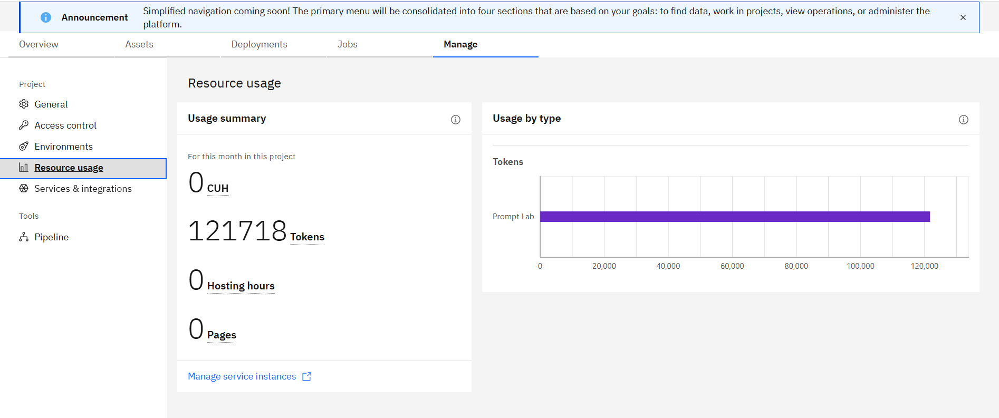 Announcement
Simplified navigation coming soon! The primary menu will be consolidated into four sections that are based on your goals: to find data, work in projects, view operations, or administer the
platform.
Overview
Assets
Deployments
Jobs
Manage
Project
General
Access control
Environments
Resource usage
Services & integrations
Tools
Pipeline
Resource usage
Usage summary
For this month in this project
0 CUH
121718 Tokens
0 Hosting hours
0 Pages
Manage service instances
Usage by type
Tokens
Prompt Lab
0 20,000 40,000 60,000 80,000 100,000 120,000